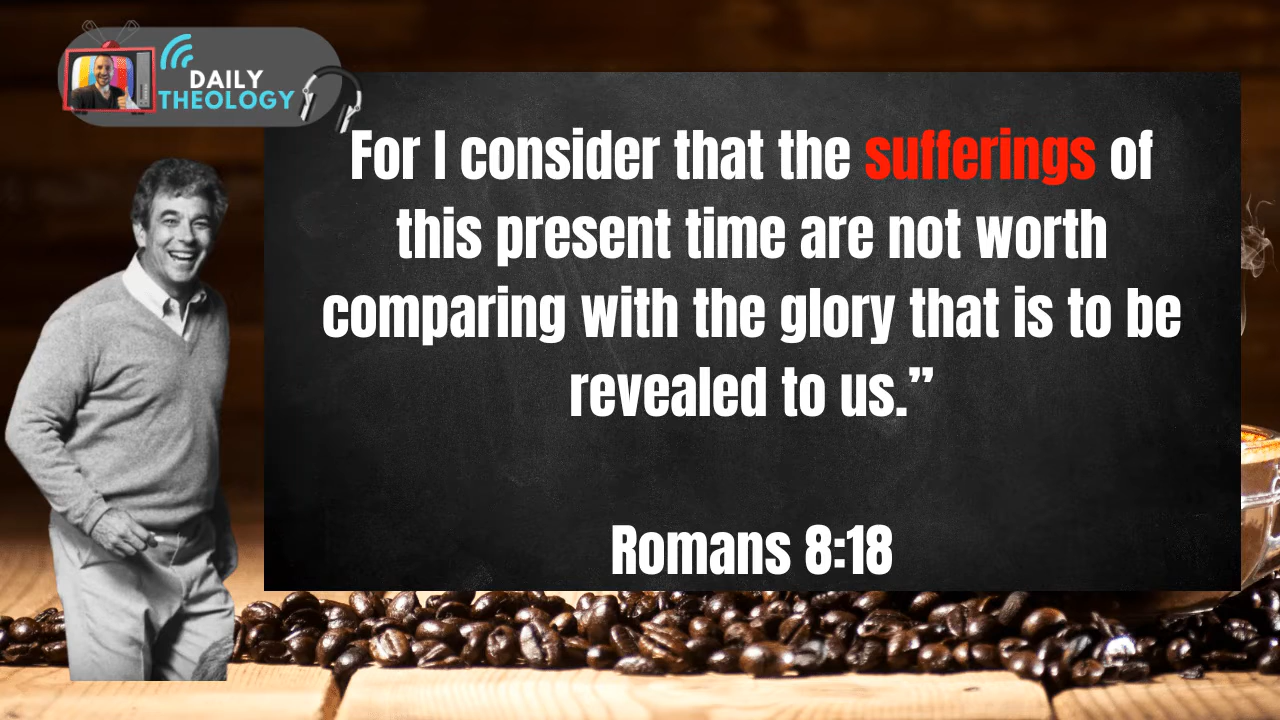 DAILY
THEOLOGY
For I consider that the sufferings of
this present time are not worth
comparing with the glory that is to be
revealed to us.”
Romans 8:18